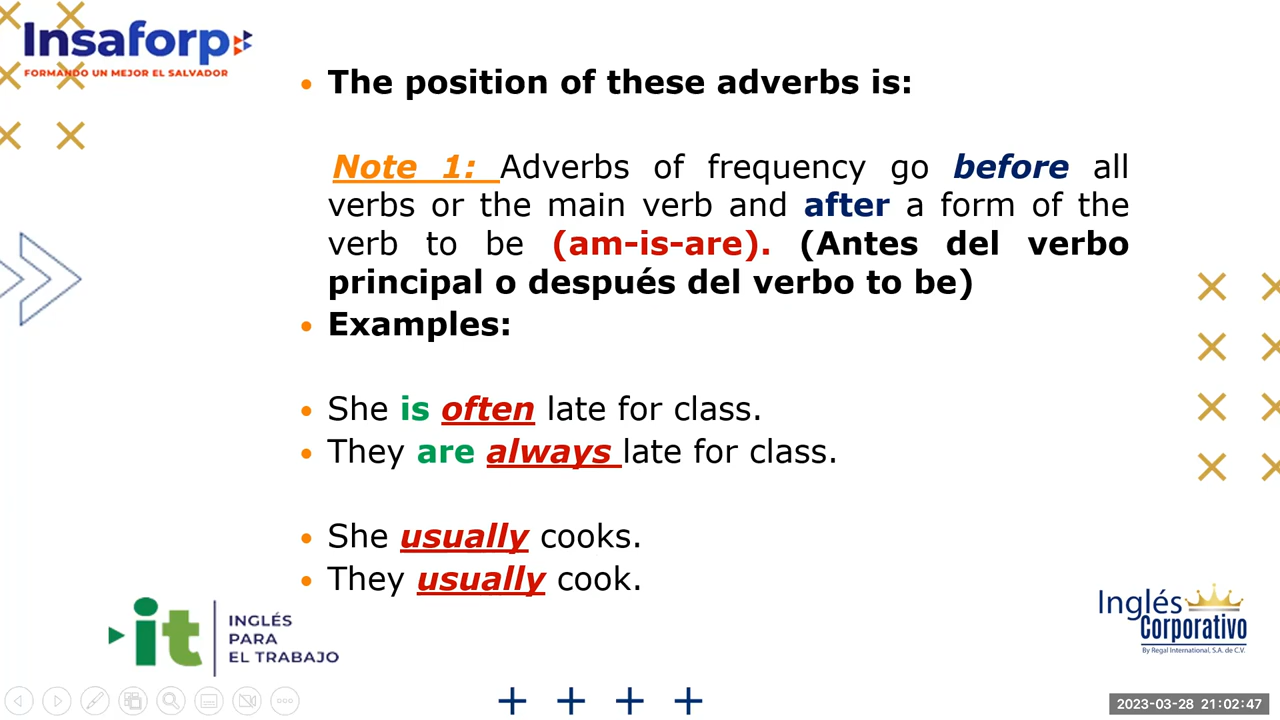 Insaforp
FORMANDO UN MEJOR EL SALVADOR
• The position of these adverbs is:
Note 1: Adverbs of frequency go before all
verbs or the main verb and after a form of the
verb to be (am-is-are). (Antes del verbo
principal o después del verbo to be)
• Examples:
• She is often late for class.
• They are always late for class.
• She usually cooks.
• They usually cook.
it
INGLÉS
PARA
EL TRABAJO
Inglés
Corporativo
By Regal International, S.A. de C.V.
2023-03-28 21:02:47